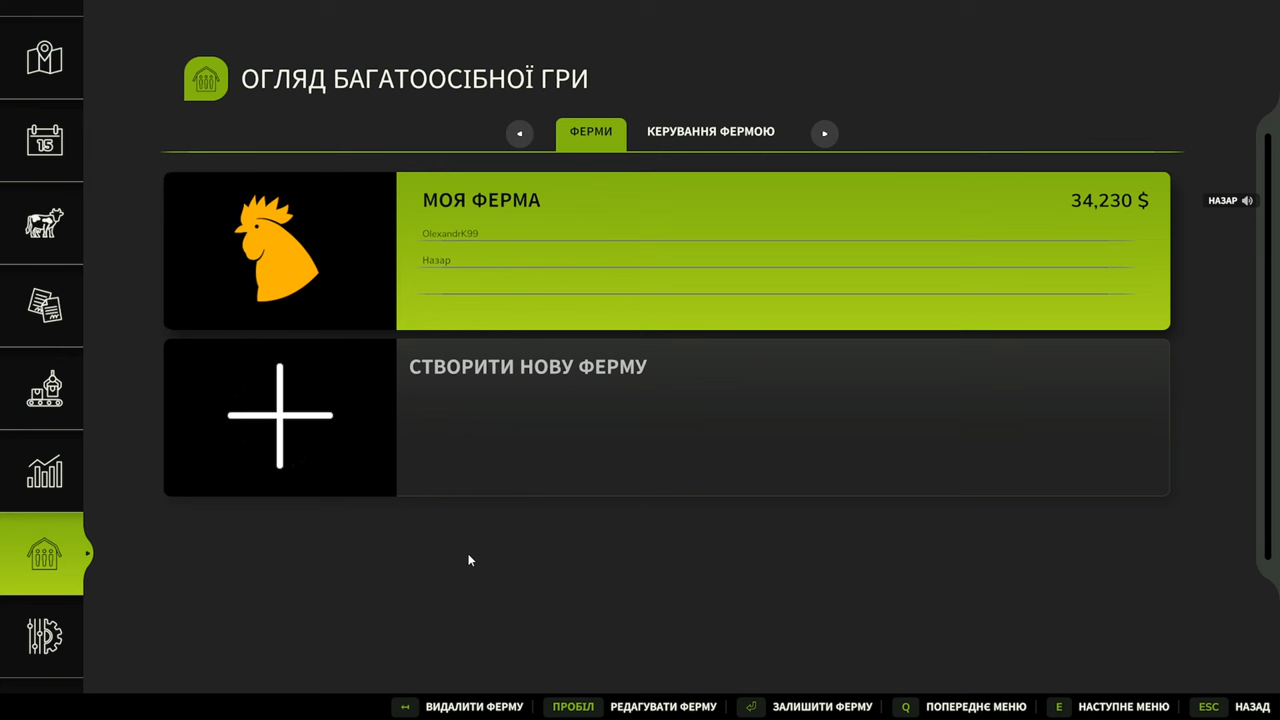 15
ОГЛЯД БАГАТООСІБНОЇ ГРИ
ФЕРМИ
КЕРУВАННЯ ФЕРМОЮ
МОЯ ФЕРМА
34,230 $
OlexandrK99
Назар
НАЗАР
СТВОРИТИ НОВУ ФЕРМУ
ВИДАЛИТИ ФЕРМУ ПРОБІЛ РЕДАГУВАТИ ФЕРМУ ЗАЛИШИТИ ФЕРМУ Q ПОПЕРЕДНЄ МЕНЮ E НАСТУПНЕ МЕНЮ ESC НАЗАД